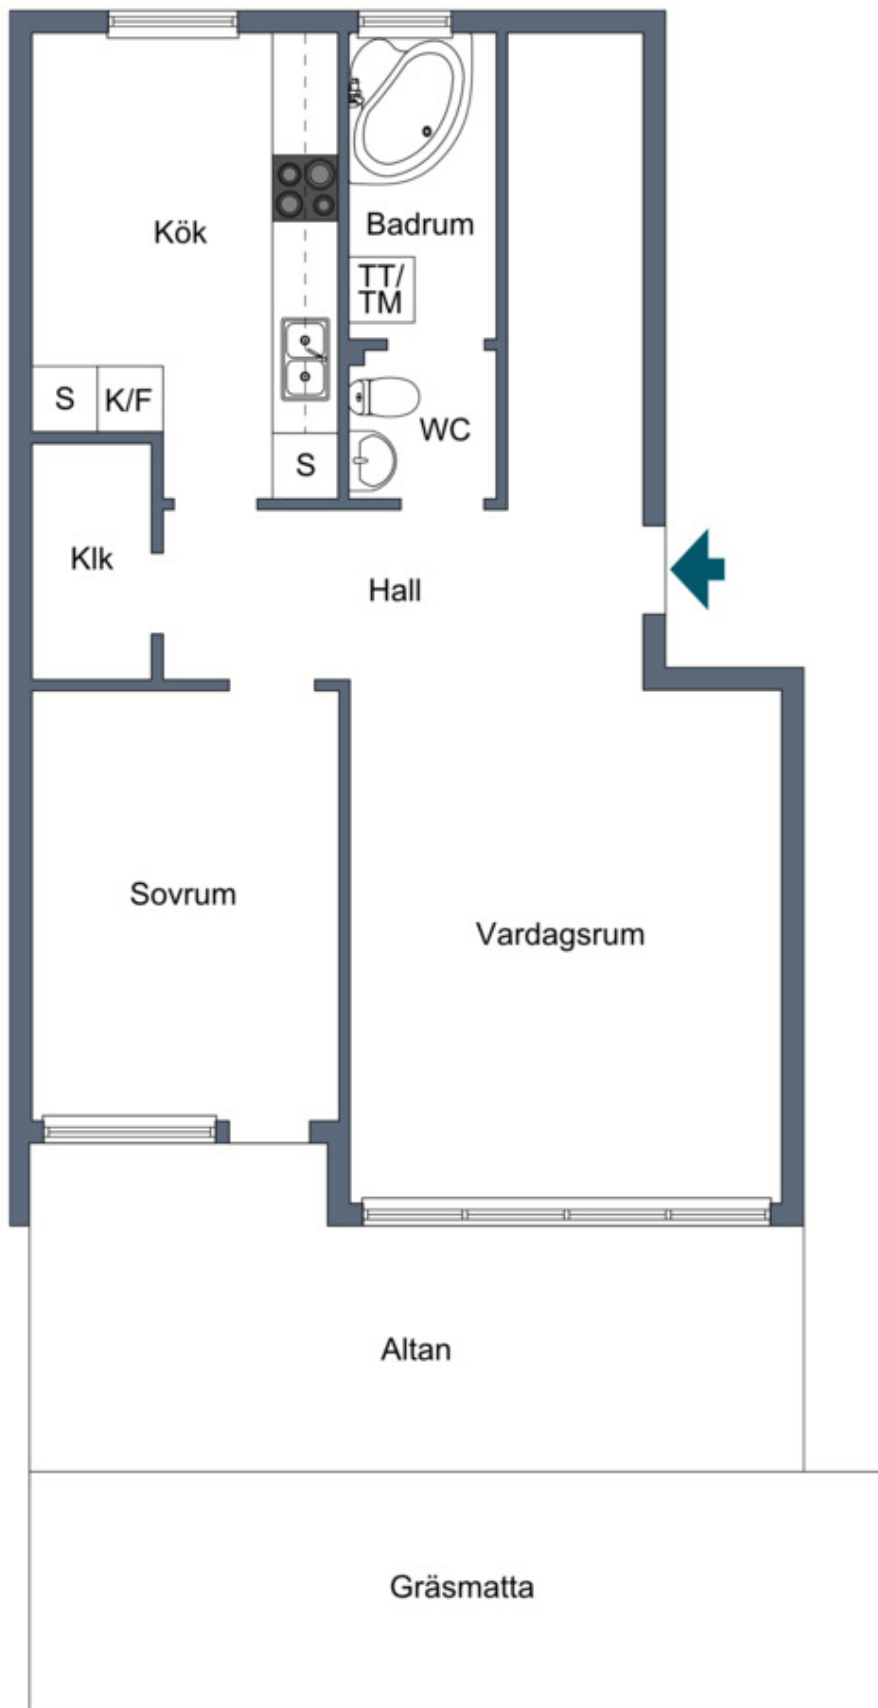 Kök
Badrum
TT/
TM
S
K/F
WC
S
Klk
Hall
Sovrum
Vardagsrum
Altan
Gräsmatta